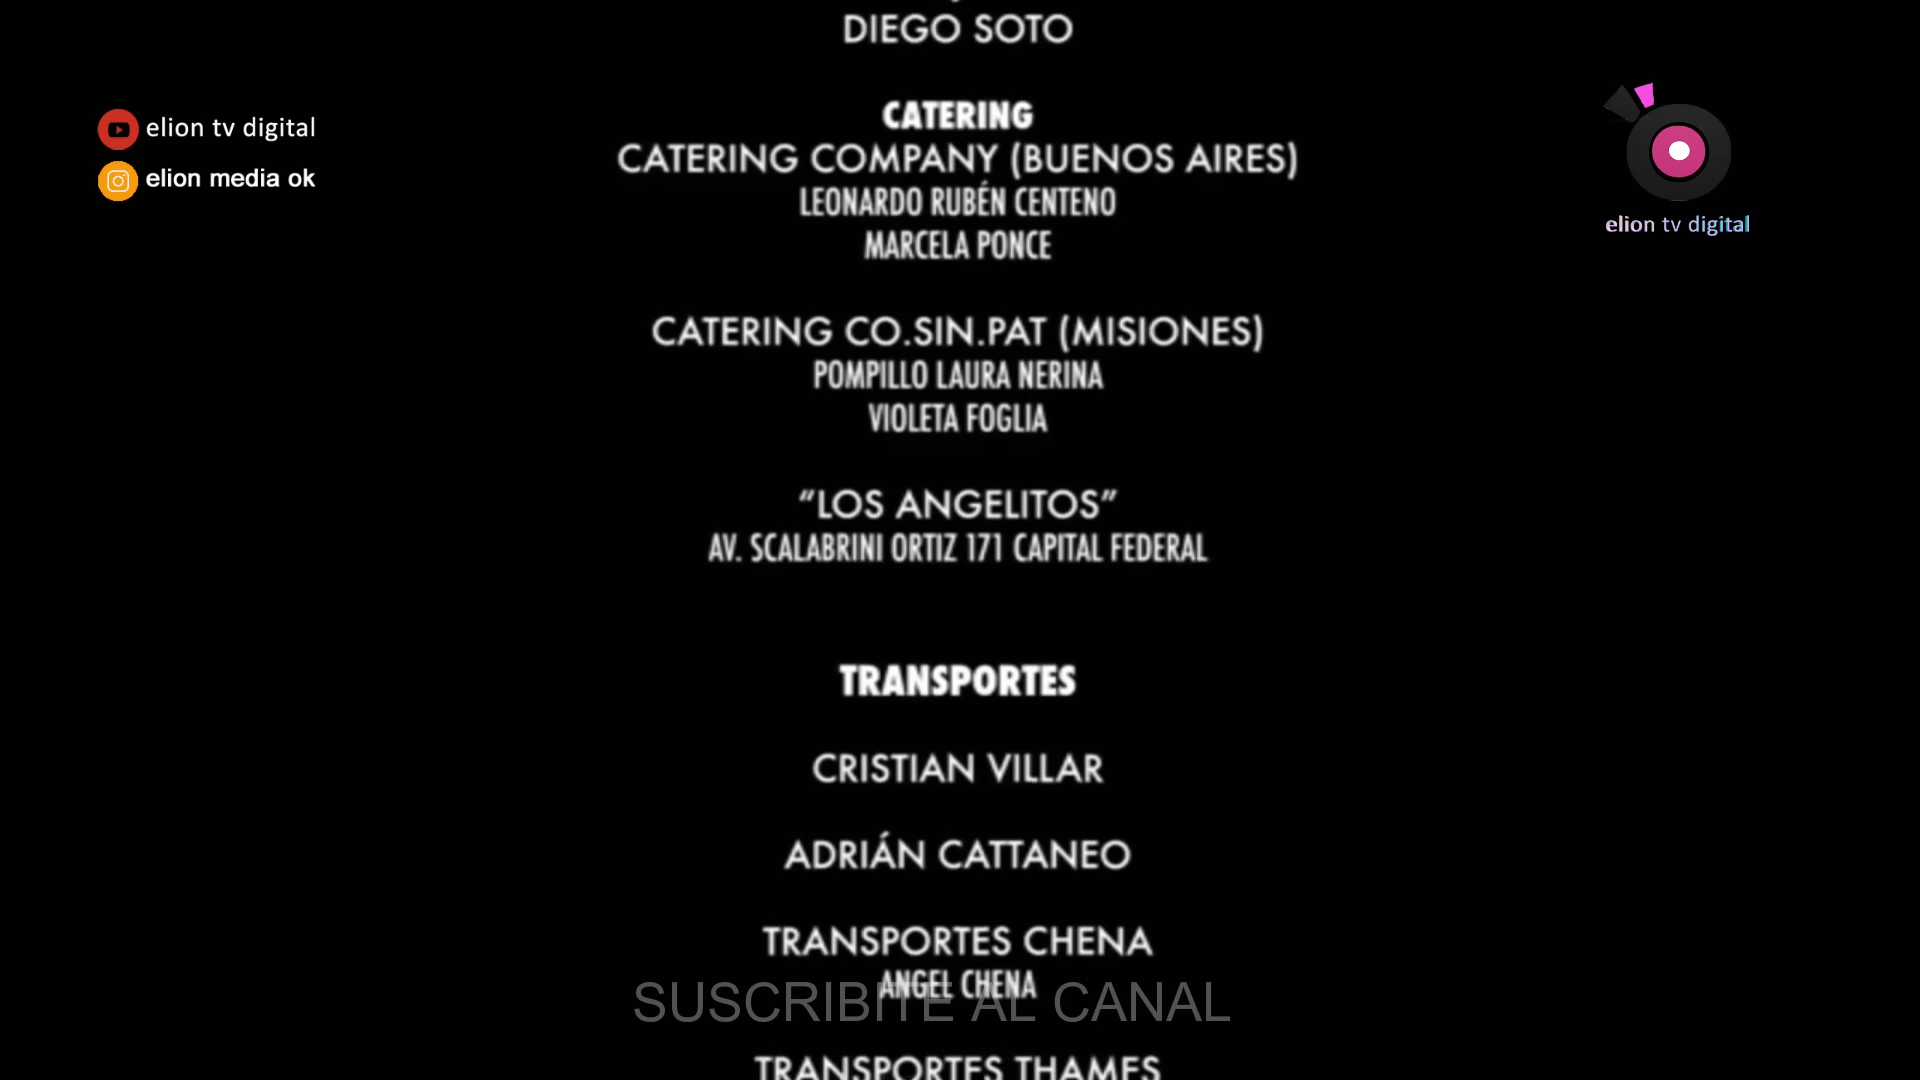 DIEGO SOTO
elion tv digital
elion media ok
elion tv digital
CATERING
CATERING COMPANY (BUENOS AIRES)
LEONARDO RUBÉN CENTENO
MARCELA PONCE
CATERING CO.SIN.PAT (MISIONES)
POMPILLO LAURA NERINA
VIOLETA FOGLIA
“LOS ANGELITOS”
AV. SCALABRINI ORTIZ 171 CAPITAL FEDERAL
TRANSPORTES
CRISTIAN VILLAR
ADRIÁN CATTANEO
TRANSPORTES CHENA
ANGEL CHENA
SUSCRIBITE AL CANAL
TRANSPORTES THAMES